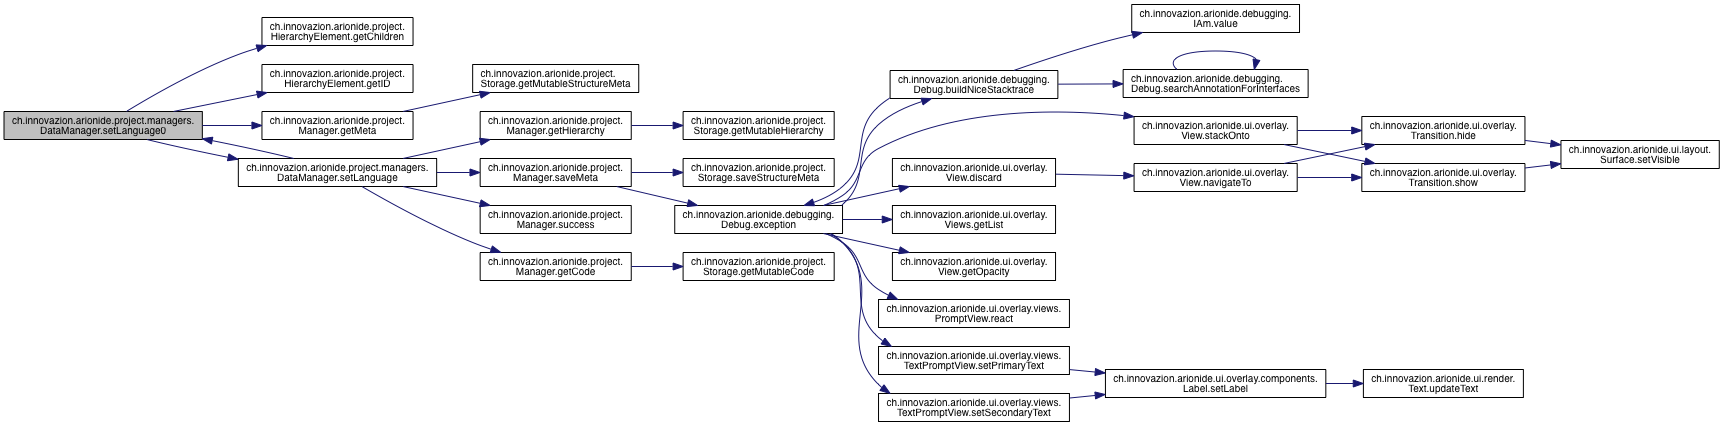 ch.innovazion.arionide.project.managers.
DataManager.setLanguage0
ch.innovazion.arionide.project.
HierarchyElement.getChildren
ch.innovazion.arionide.project.
HierarchyElement.getID
ch.innovazion.arionide.project.
Manager.getMeta
ch.innovazion.arionide.project.managers.
DataManager.setLanguage
ch.innovazion.arionide.project.
Storage.getMutableStructureMeta
ch.innovazion.arionide.project.
Manager.getHierarchy
ch.innovazion.arionide.project.
Manager.saveMeta
ch.innovazion.arionide.project.
Manager.success
ch.innovazion.arionide.project.
Manager.getCode
ch.innovazion.arionide.project.
Storage.getMutableHierarchy
ch.innovazion.arionide.project.
Storage.saveStructureMeta
ch.innovazion.arionide.debugging.
Debug.exception
ch.innovazion.arionide.project.
Storage.getMutableCode
ch.innovazion.arionide.debugging.
Debug.buildNiceStacktrace
ch.innovazion.arionide.ui.overlay.
View.discard
ch.innovazion.arionide.ui.overlay.
Views.getList
ch.innovazion.arionide.ui.overlay.
View.getOpacity
ch.innovazion.arionide.ui.overlay.views.
PromptView.react
ch.innovazion.arionide.ui.overlay.views.
TextPromptView.setPrimaryText
ch.innovazion.arionide.ui.overlay.views.
TextPromptView.setSecondaryText
ch.innovazion.arionide.debugging.
IAm.value
ch.innovazion.arionide.debugging.
Debug.searchAnnotationForInterfaces
ch.innovazion.arionide.ui.overlay.
View.stackOnto
ch.innovazion.arionide.ui.overlay.
View.navigateTo
ch.innovazion.arionide.ui.overlay.components.
Label.setLabel
ch.innovazion.arionide.ui.overlay.
Transition.hide
ch.innovazion.arionide.ui.overlay.
Transition.show
ch.innovazion.arionide.ui.render.
Text.updateText
ch.innovazion.arionide.ui.layout.
Surface.setVisible